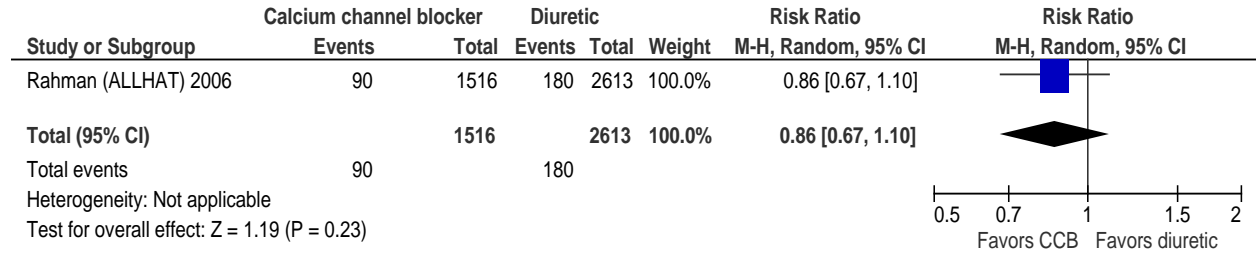 Calcium channel blocker Diuretic Risk Ratio Risk Ratio
Study or Subgroup Events Total Events Total Weight M-H, Random, 95% CI M-H, Random, 95% CI
Rahman (ALLHAT) 2006 90 1516 180 2613 100.0% 0.86 [0.67, 1.10]
Total (95% CI) 1516 2613 100.0% 0.86 [0.67, 1.10]
Total events 90 180
Heterogeneity: Not applicable
Test for overall effect: Z = 1.19 (P = 0.23)
0.5 0.7 1 1.5 2
Favors CCB Favors diuretic